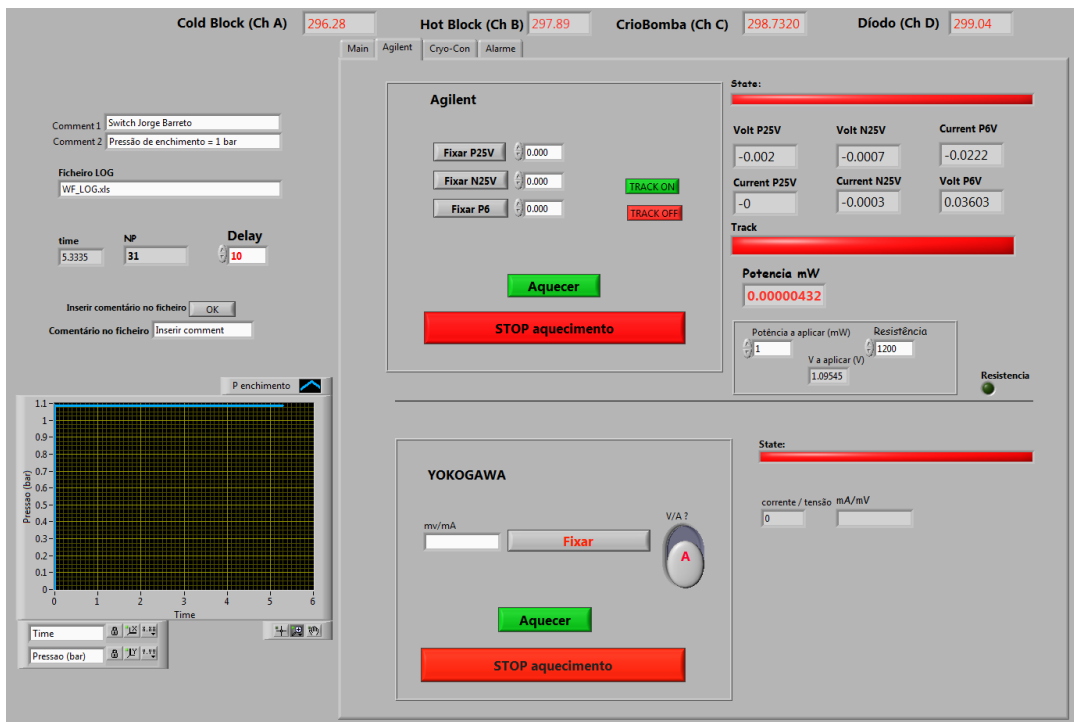 Cold Block (Ch A) 296.28 Hot Block (Ch B) 297.89 CrioBomba (Ch C) 298.7320 Díodo (Ch D) 299.04
Main Agilent Cryo-Con Alarme
Comment 1 Switch Jorge Barreto
Comment 2 Pressão de enchimento = 1 bar
Ficheiro LOG
WF_LOG.xls
time NP Delay
5.3335 31 10
Inserir comentário no ficheiro OK
Comentário no ficheiro Inserir comment
P enchimento
1.1
1
0.9
0.8
0.7
0.6
0.5
0.4
0.3
0.2
0.1
0
Pressao (bar)
0 1 2 3 4 5 6
Time
Time
Pressao (bar)
Agilent
Fixar P25V 0.000
Fixar N25V 0.000
Fixar P6 0.000
TRACK ON
TRACK OFF
Aquecer
STOP aquecimento
State:
Volt P25V Volt N25V Current P6V
-0.002 -0.0007 -0.0222
Current P25V Current N25V Volt P6V
-0 -0.0003 0.03603
Track
Potencia mW
0.00000432
Potência a aplicar (mW) Resistência
1 1200
V a aplicar (V)
1.09545
Resistencia
YOKOGAWA
mv/mA
Fixar
V/A ?
A
Aquecer
STOP aquecimento
State:
corrente / tensão mA/mV
0